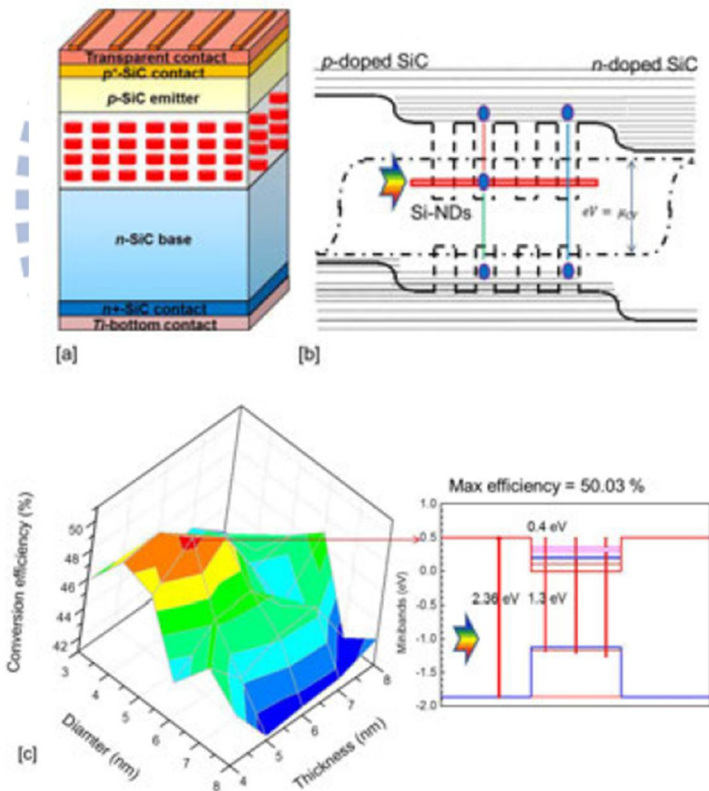 Transparent contact
p⁺-SiC contact
p-SiC emitter
n-SiC base
n+-SiC contact
Ti-bottom contact
[a]
p-doped SiC
n-doped SiC
Si-NDs
eV = μCV
[b]
Conversion efficiency (%)
50
48
46
44
42
3
4
5
6
7
8
Diamter (nm)
4
5
6
7
8
Thickness (nm)
[c]
Max efficiency = 50.03 %
Minibands (eV)
1.0
0.5
0.0
-0.5
-1.0
-1.5
-2.0
0.4 eV
2.36 eV
1.3 eV